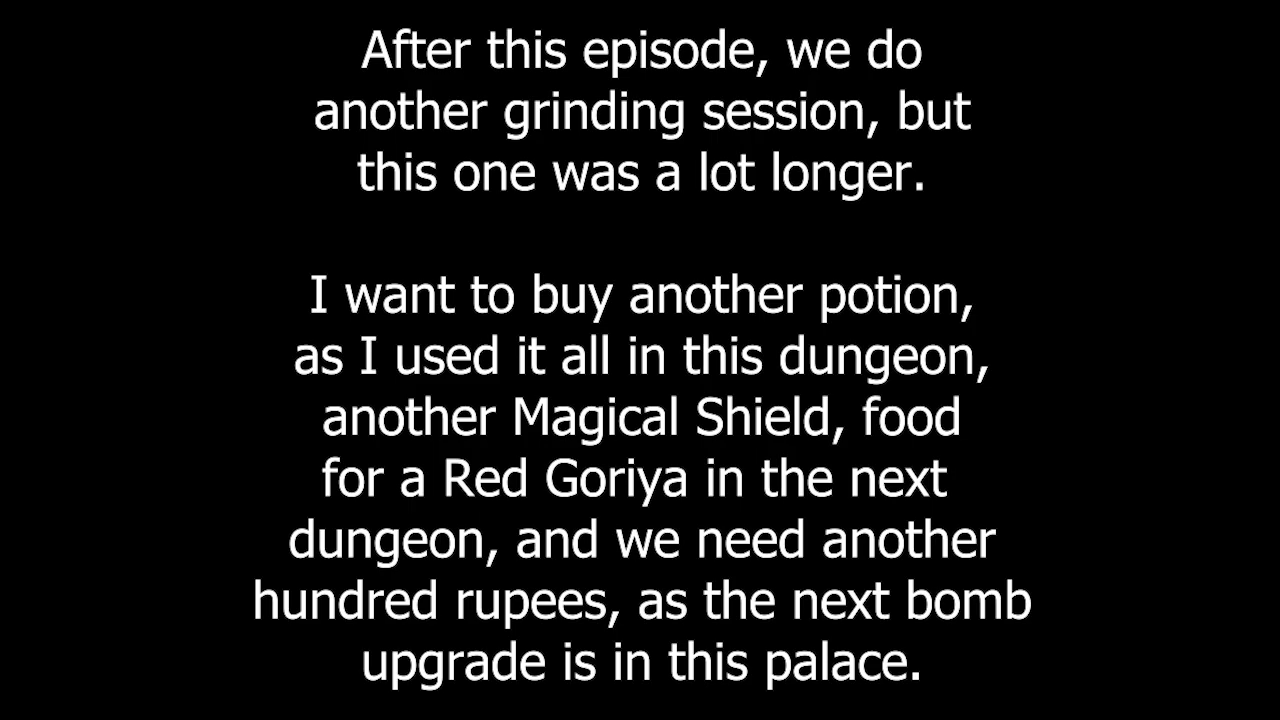 After this episode, we do
another grinding session, but
this one was a lot longer.
I want to buy another potion,
as I used it all in this dungeon,
another Magical Shield, food
for a Red Goriya in the next
dungeon, and we need another
hundred rupees, as the next bomb
upgrade is in this palace.